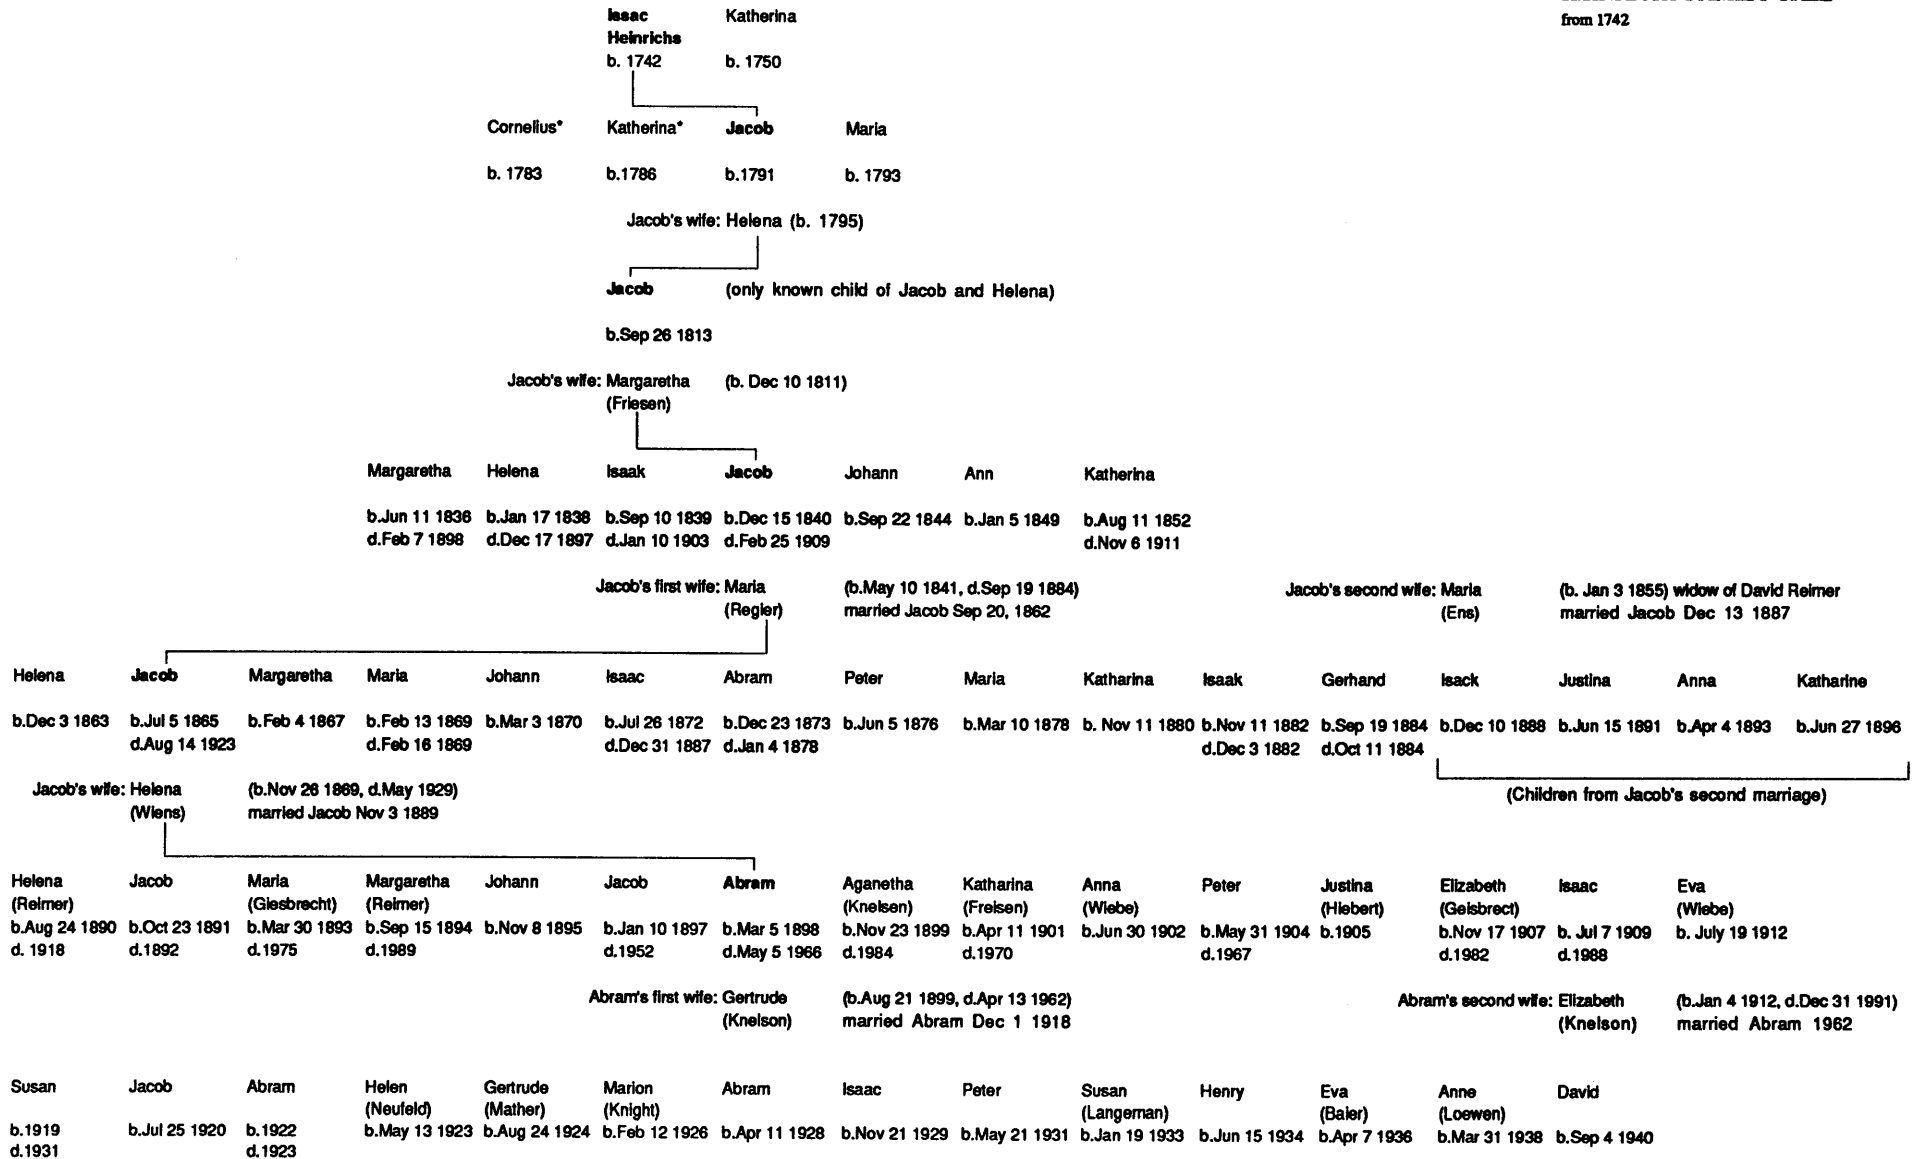 from 1742
Issac Katherina
Heinrichs
b. 1742 b. 1750
Cornelius* Katherina* Jacob Maria
b. 1783 b.1786 b.1791 b. 1793
Jacob's wife: Helena (b. 1795)
Jacob (only known child of Jacob and Helena)
b.Sep 26 1813
Jacob's wife: Margaretha (b. Dec 10 1811)
(Friesen)
Margaretha Helena Isaak Jacob Johann Ann Katherina
b.Jun 11 1836 b.Jan 17 1838 b.Sep 10 1839 b.Dec 15 1840 b.Sep 22 1844 b.Jan 5 1849 b.Aug 11 1852
d.Feb 7 1898 d.Dec 17 1897 d.Jan 10 1903 d.Feb 25 1909 d.Nov 6 1911
Jacob's first wife: Maria (b.May 10 1841, d.Sep 19 1884) Jacob's second wife: Maria (b. Jan 3 1855) widow of David Reimer
(Regier) married Jacob Sep 20, 1862 (Ens) married Jacob Dec 13 1887
Helena Jacob Margaretha Maria Johann Isaac Abram Peter Maria Katharina Isaak Gerhand Isack Justina Anna Katharine
b.Dec 3 1863 b.Jul 5 1865 b.Feb 4 1867 b.Feb 13 1869 b.Mar 3 1870 b.Jul 26 1872 b.Dec 23 1873 b.Jun 5 1876 b.Mar 10 1878 b. Nov 11 1880 b.Nov 11 1882 b.Sep 19 1884 b.Dec 10 1888 b.Jun 15 1891 b.Apr 4 1893 b.Jun 27 1896
d.Aug 14 1923 d.Feb 16 1869 d.Dec 31 1887 d.Jan 4 1878 d.Dec 3 1882 d.Oct 11 1884
Jacob's wife: Helena (b.Nov 26 1869, d.May 1929) (Children from Jacob's second marriage)
(Wiens) married Jacob Nov 3 1889
Helena Jacob Maria Margaretha Johann Jacob Abram Aganetha Katharina Anna Peter Justina Elizabeth Isaac Eva
(Reimer) (Giesbrecht) (Reimer) (Knelsen) (Freisen) (Wiebe) (Hiebert) (Geisbrect) (Wiebe)
b.Aug 24 1890 b.Oct 23 1891 b.Mar 30 1893 b.Sep 15 1894 b.Nov 8 1895 b.Jan 10 1897 b.Mar 5 1898 b.Nov 23 1899 b.Apr 11 1901 b.Jun 30 1902 b.May 31 1904 b.1905 b.Nov 17 1907 b. Jul 7 1909 b. July 19 1912
d. 1918 d.1892 d.1975 d.1989 d.1952 d.May 5 1966 d.1984 d.1970 d.1967 d.1982 d.1988
Abram's first wife: Gertrude (b.Aug 21 1899, d.Apr 13 1962) Abram's second wife: Elizabeth (b.Jan 4 1912, d.Dec 31 1991)
(Knelson) married Abram Dec 1 1918 (Knelson) married Abram 1962
Susan Jacob Abram Helen Gertrude Marion Abram Isaac Peter Susan Henry Eva Anne David
(Neufeld) (Mather) (Knight) (Langeman) (Baier) (Loewen)
b.1919 b.Jul 25 1920 b.1922 b.May 13 1923 b.Aug 24 1924 b.Feb 12 1926 b.Apr 11 1928 b.Nov 21 1929 b.May 21 1931 b.Jan 19 1933 b.Jun 15 1934 b.Apr 7 1936 b.Mar 31 1938 b.Sep 4 1940
d.1931 d.1923